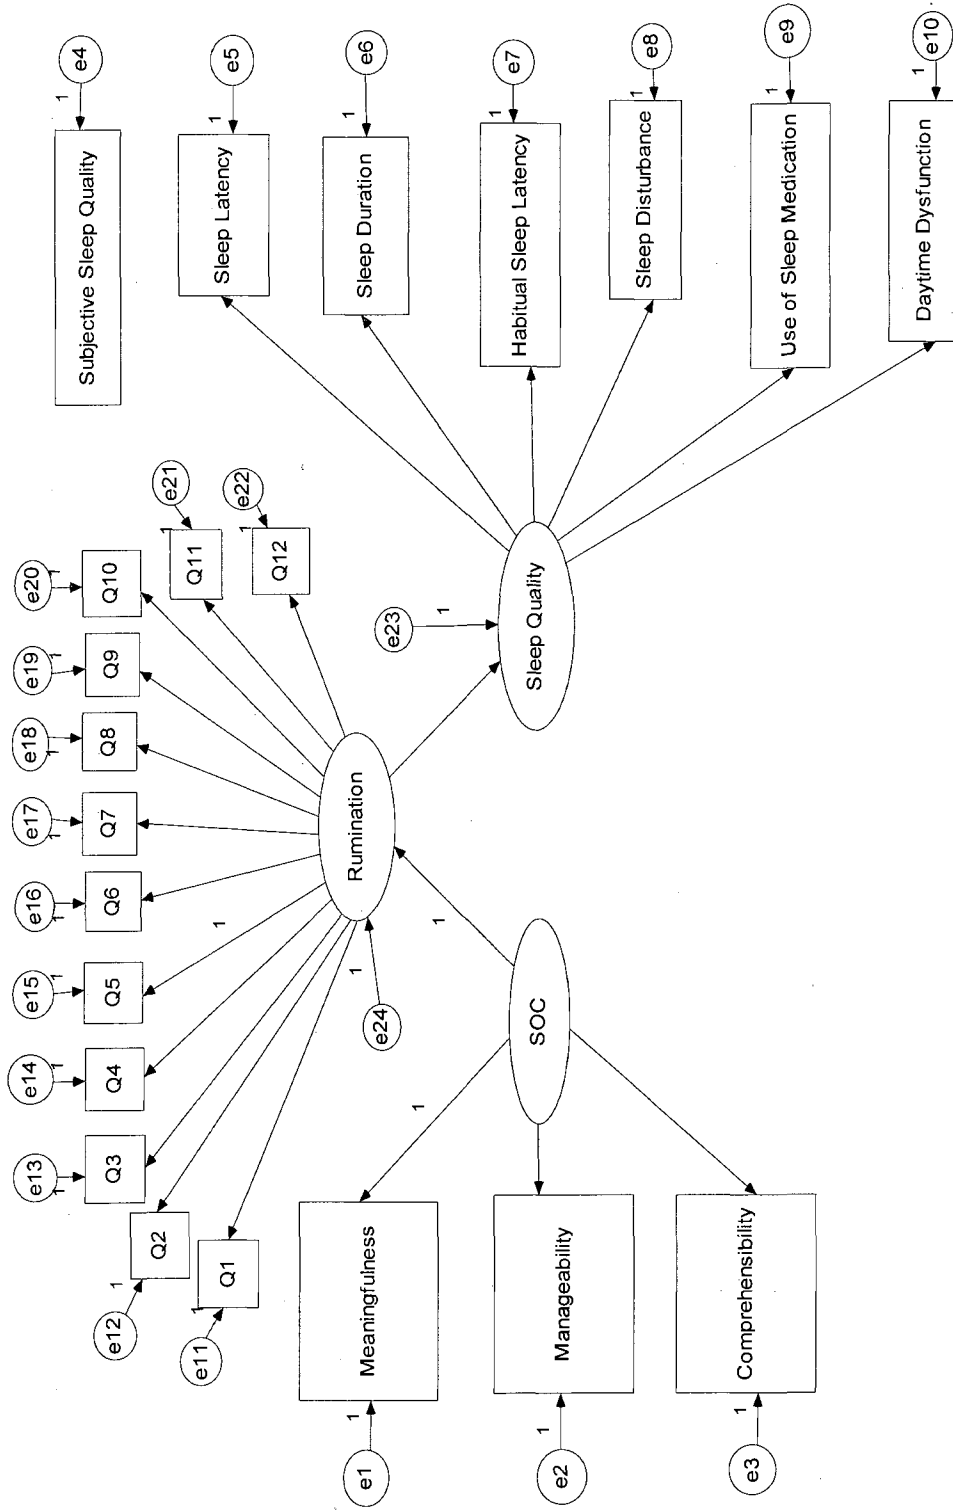 e1
1
Meaningfulness
e2
1
Manageability
e3
1
Comprehensibility
1
SOC
1
e11
1
Q1
e12
1
Q2
e13
1
Q3
e14
1
Q4
e15
1
Q5
e16
1
Q6
e17
1
Q7
e18
1
Q8
e19
1
Q9
e20
1
Q10
e21
1
Q11
e22
1
Q12
1
Rumination
1
e24
e23
1
Sleep Quality
Subjective Sleep Quality
1
e4
Sleep Latency
1
e5
Sleep Duration
1
e6
Habitual Sleep Latency
1
e7
Sleep Disturbance
1
e8
Use of Sleep Medication
1
e9
Daytime Dysfunction
1
e10